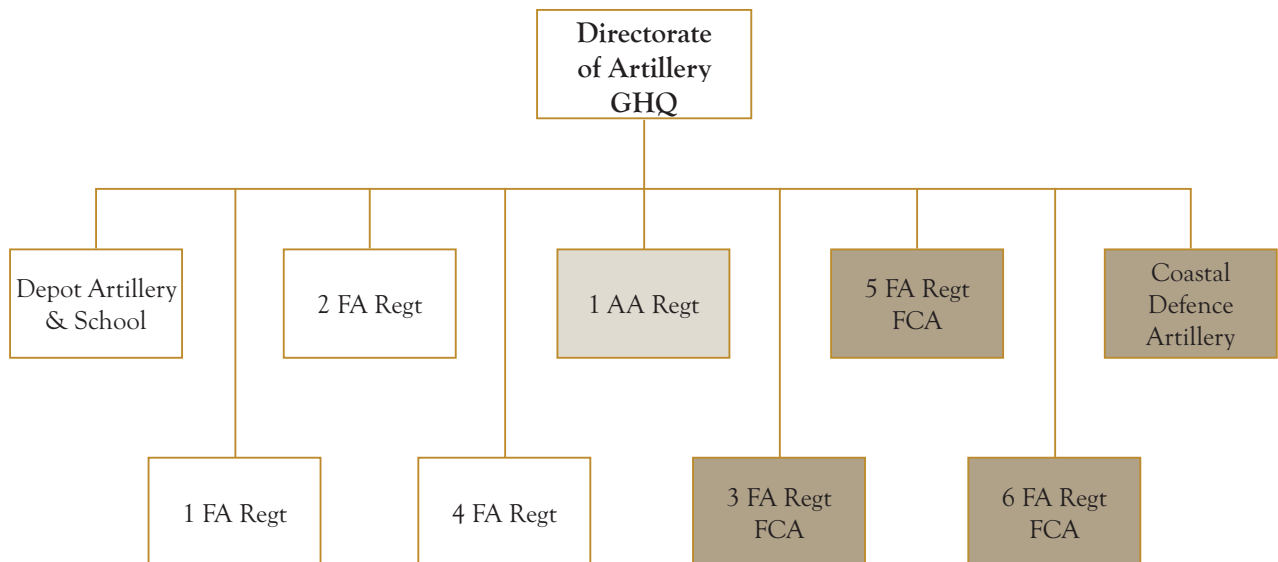 Directorate
of Artillery
GHQ
Depot Artillery
& School
2 FA Regt
1 AA Regt
5 FA Regt
FCA
Coastal
Defence
Artillery
1 FA Regt
4 FA Regt
3 FA Regt
FCA
6 FA Regt
FCA